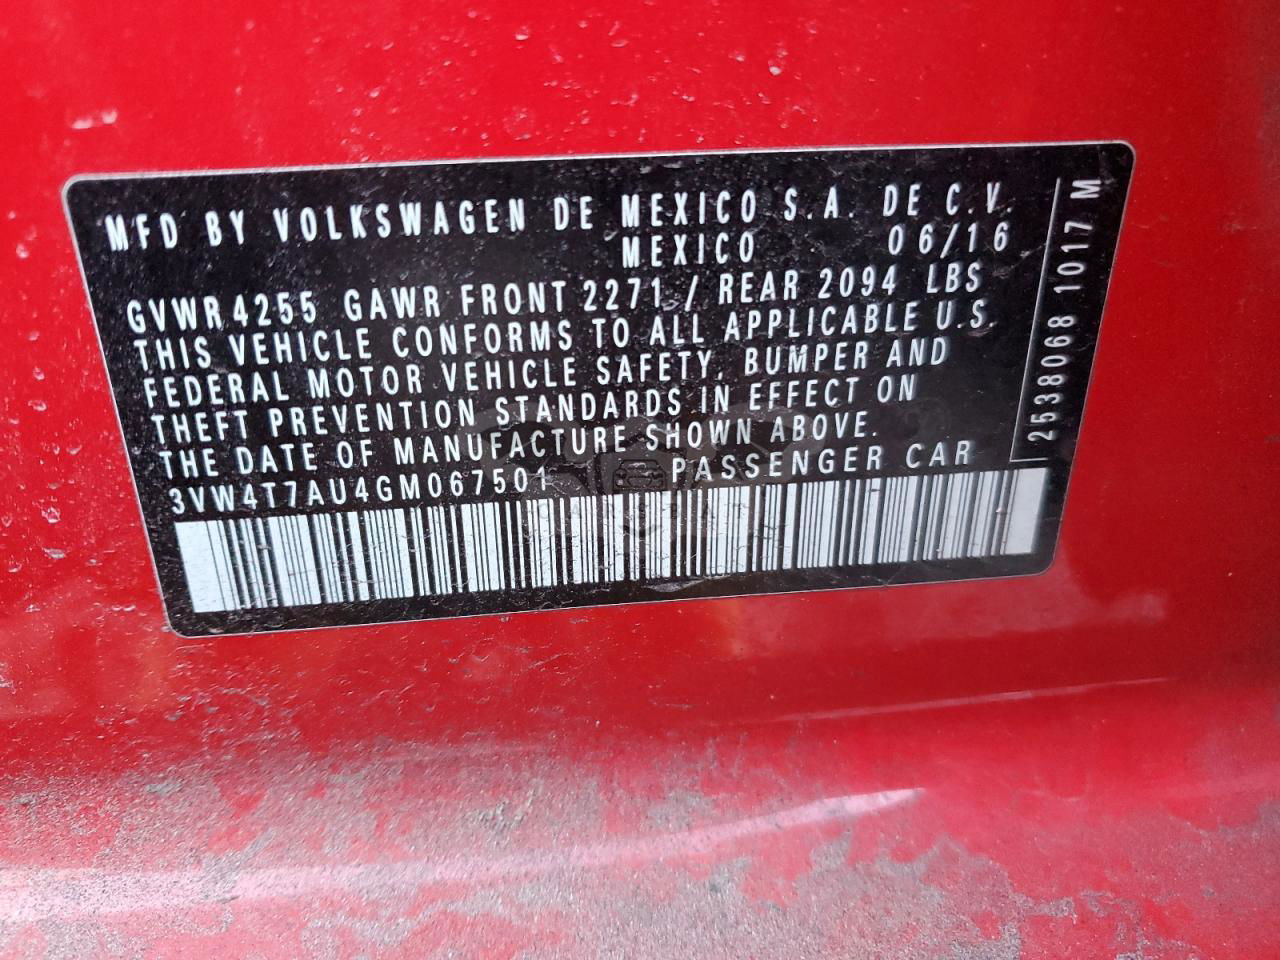 MFD BY VOLKSWAGEN DE MEXICO S.A. DE C.V.
MEXICO 06/16
GVWR 4255 GAWR FRONT 2271 / REAR 2094 LBS
THIS VEHICLE CONFORMS TO ALL APPLICABLE U.S.
FEDERAL MOTOR VEHICLE SAFETY, BUMPER AND
THEFT PREVENTION STANDARDS IN EFFECT ON
THE DATE OF MANUFACTURE SHOWN ABOVE.
3VW4T7AU4GM067501 PASSENGER CAR
2538068 1017 M